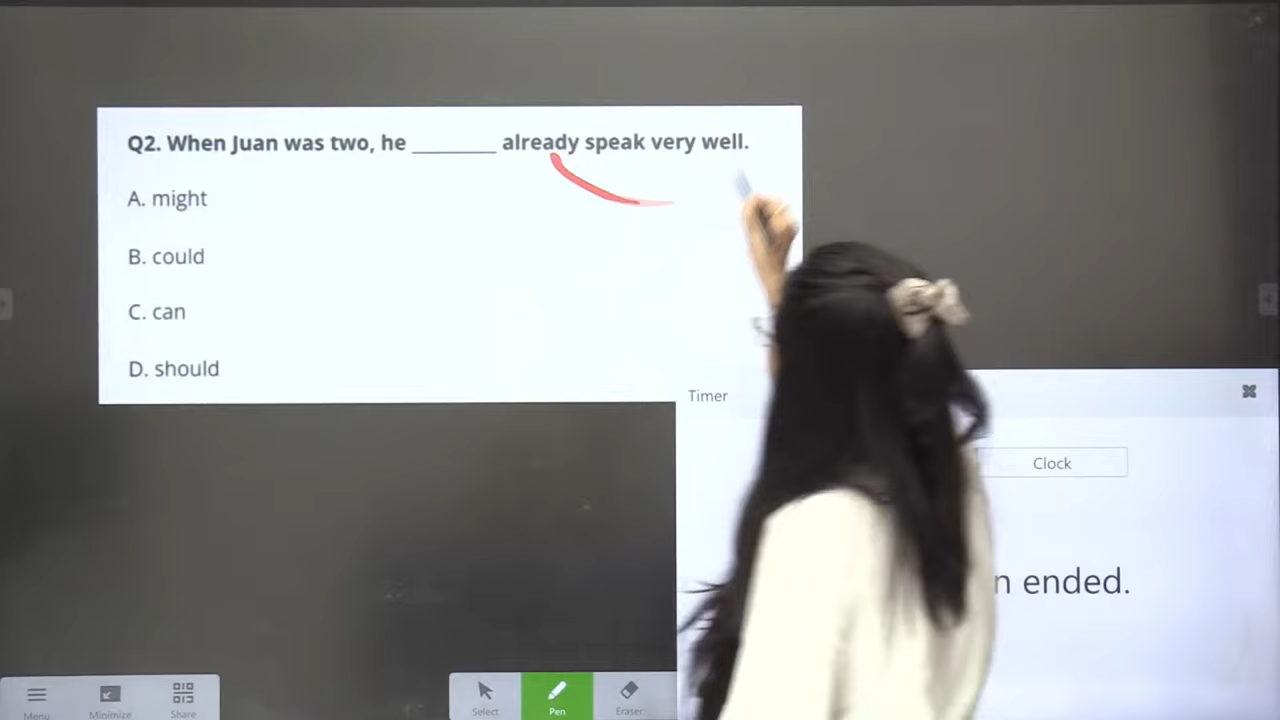 Q2. When Juan was two, he ________ already speak very well.
A. might
B. could
C. can
D. should
Timer
Clock
n ended.
Menu
Minimize
Share
Select
Pen
Eraser